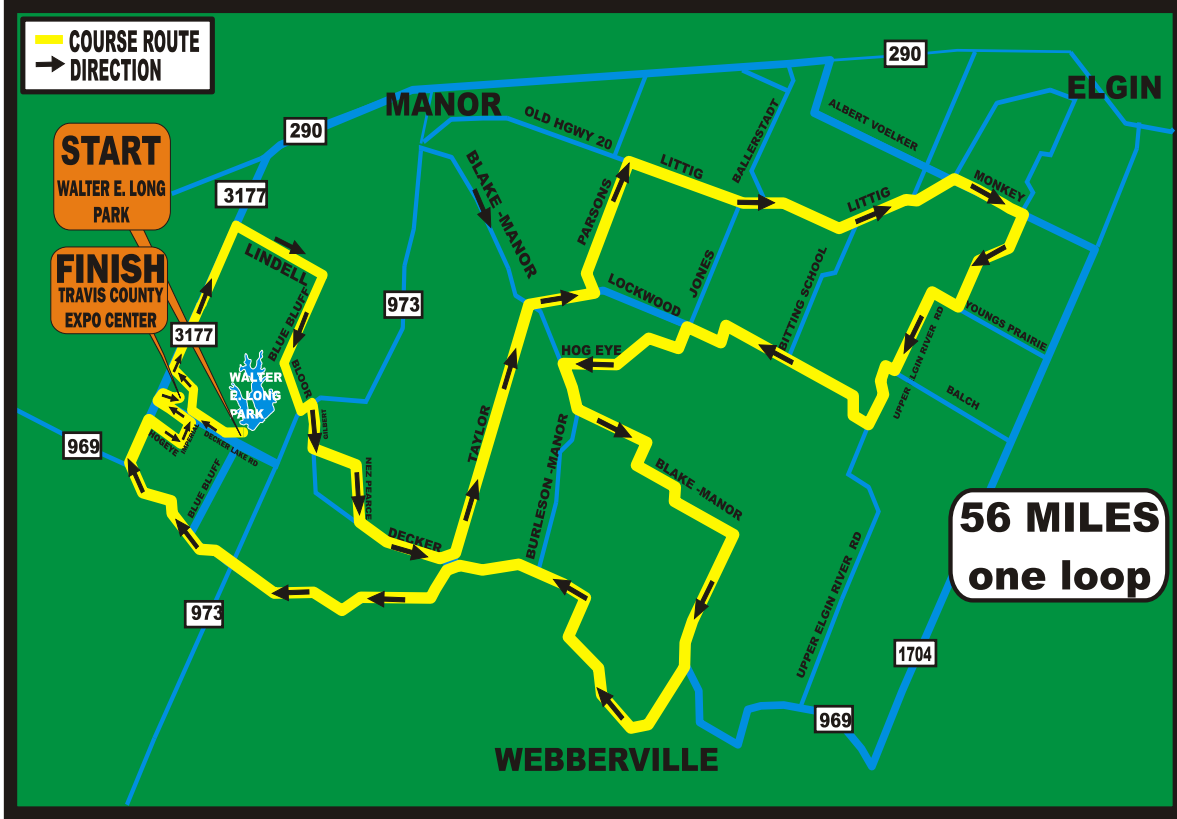 COURSE ROUTE
DIRECTION
290
ELGIN
MANOR
OLD HGWY 20
BALLERSTADT
ALBERT VOELKER
290
START
WALTER E. LONG
PARK
3177
BLAKE -MANOR
LITTIG
PARSONS
LITTIG
MONKEY
FINISH
TRAVIS COUNTY
EXPO CENTER
LINDELL
973
LOCKWOOD
JONES
BITTING SCHOOL
3177
BLUE BLUFF
YOUNGS PRAIRIE
HOG EYE
UPPER ELGIN RIVER RD
BLOOR
WALTER
E. LONG
PARK
GILBERT
BALCH
969
HOGEYE
IMPERIAL
DECKER LAKE RD
TAYLOR
BLUE BLUFF
NEZ PEARCE
BURLESON -MANOR
BLAKE -MANOR
DECKER
56 MILES
one loop
973
UPPER ELGIN RIVER RD
1704
969
WEBBERVILLE